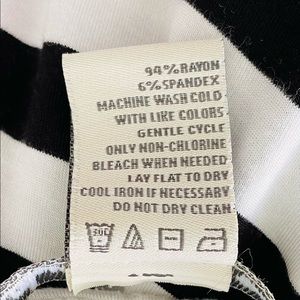 94%RAYON
6%SPANDEX
MACHINE WASH COLD
WITH LIKE COLORS
GENTLE CYCLE
ONLY NON-CHLORINE
BLEACH WHEN NEEDED
LAY FLAT TO DRY
COOL IRON IF NECESSARY
DO NOT DRY CLEAN